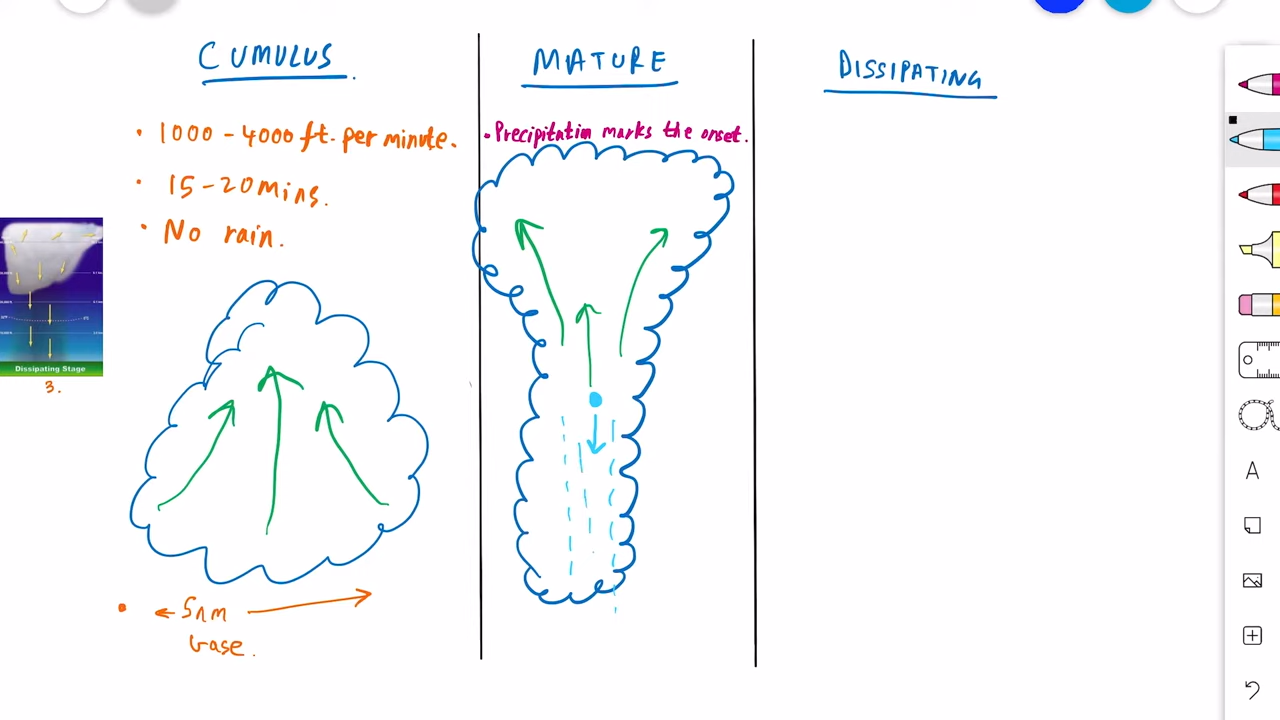 CUMULUS
• 1000-4000 ft. per minute.
• 15-20 mins.
• No rain.
Dissipating Stage
3.
• 5nm
base.
MATURE
• Precipitation marks the onset.
DISSIPATING
A